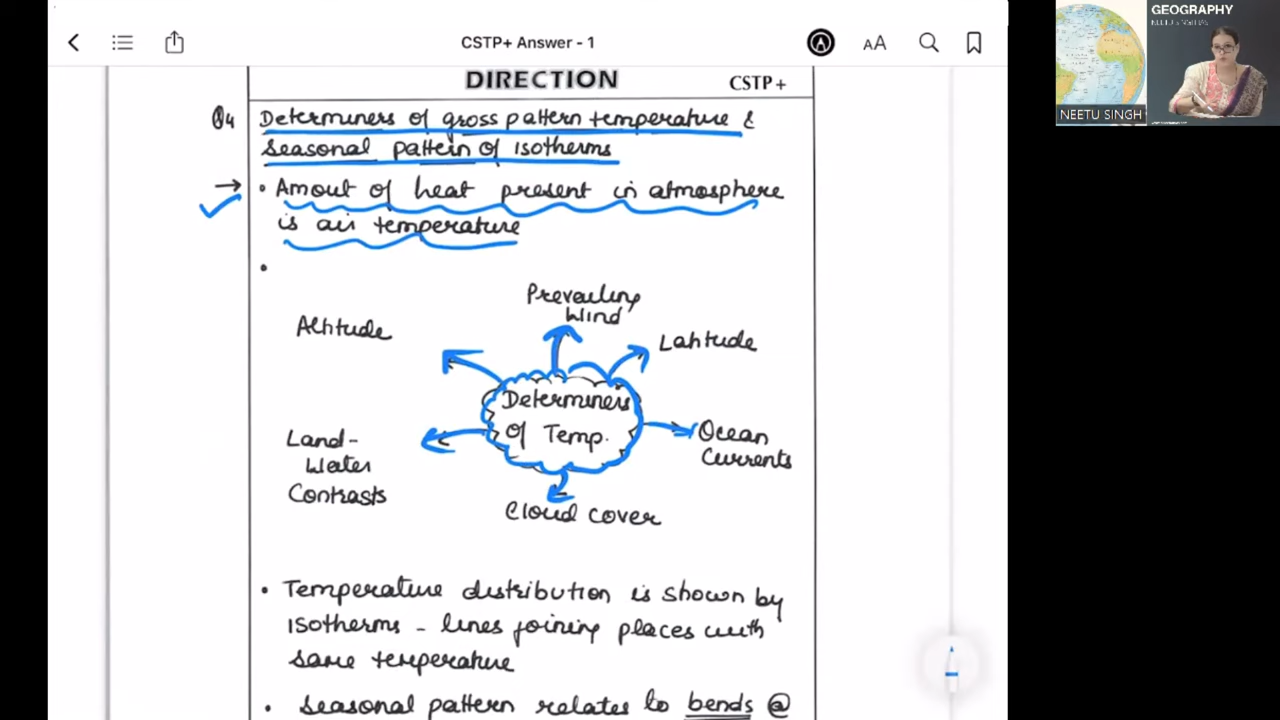 CSTP+ Answer - 1
AA
GEOGRAPHY
NEETU SINGH
DIRECTION
CSTP+
Q4 Determiners of gross pattern temperature &
seasonal pattern of Isotherms
→ • Amout of heat present in atmosphere
is air temperature
•
Prevailing
Wind
Altitude
Latitude
Determiners
of Temp.
Land-
Water
Contrasts
Ocean
Currents
Cloud cover
• Temperature distribution is shown by
isotherms - lines joining places with
same temperature
• Seasonal pattern relates to bends @